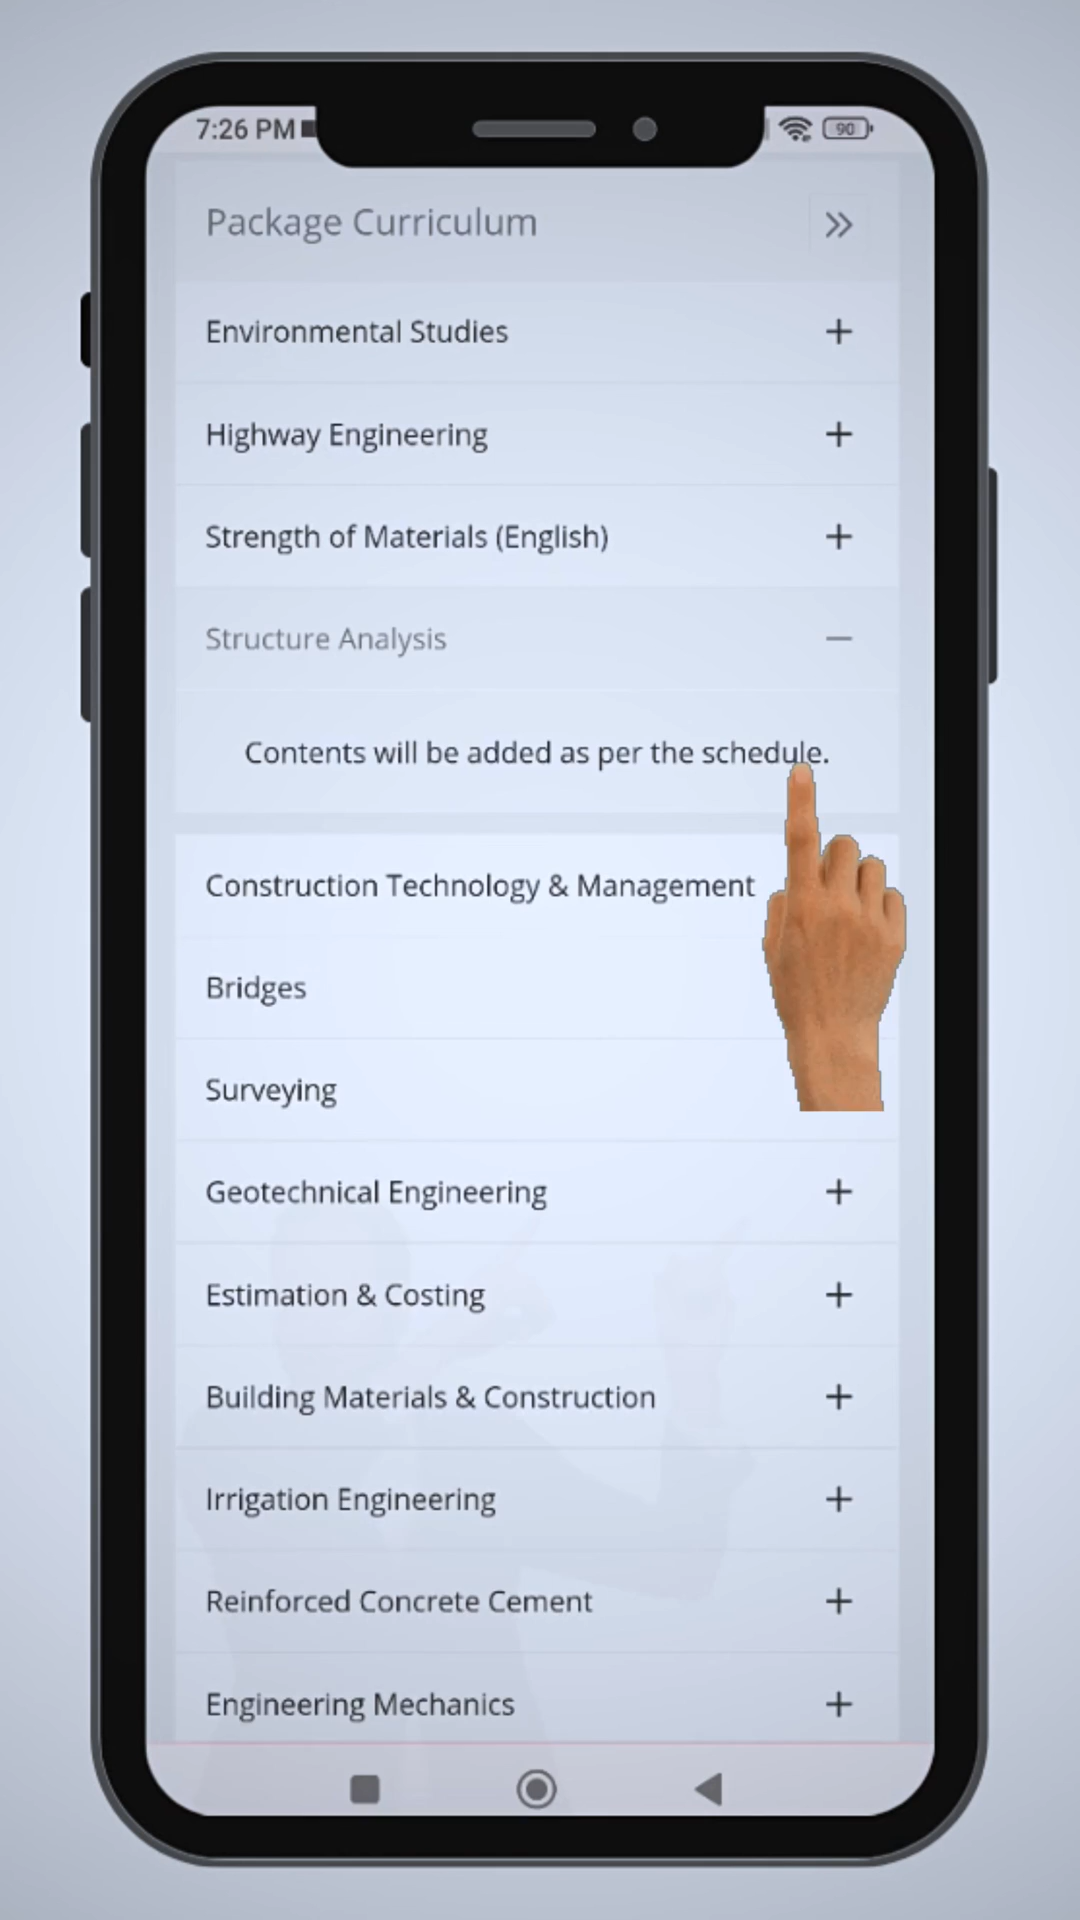 7:26 PM
90
Package Curriculum
Environmental Studies
Highway Engineering
Strength of Materials (English)
Structure Analysis
Contents will be added as per the schedule.
Construction Technology & Management
Bridges
Surveying
Geotechnical Engineering
Estimation & Costing
Building Materials & Construction
Irrigation Engineering
Reinforced Concrete Cement
Engineering Mechanics